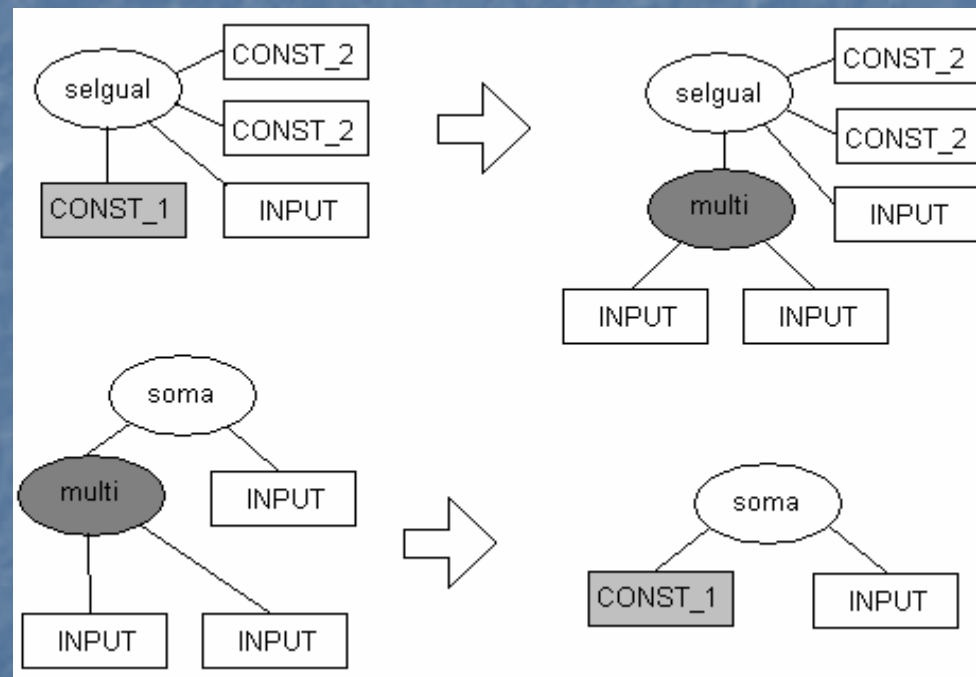 CONST_2
selgual
CONST_2
CONST_1
INPUT
CONST_2
selgual
CONST_2
multi
INPUT
INPUT
INPUT
soma
multi
INPUT
INPUT
INPUT
soma
CONST_1
INPUT